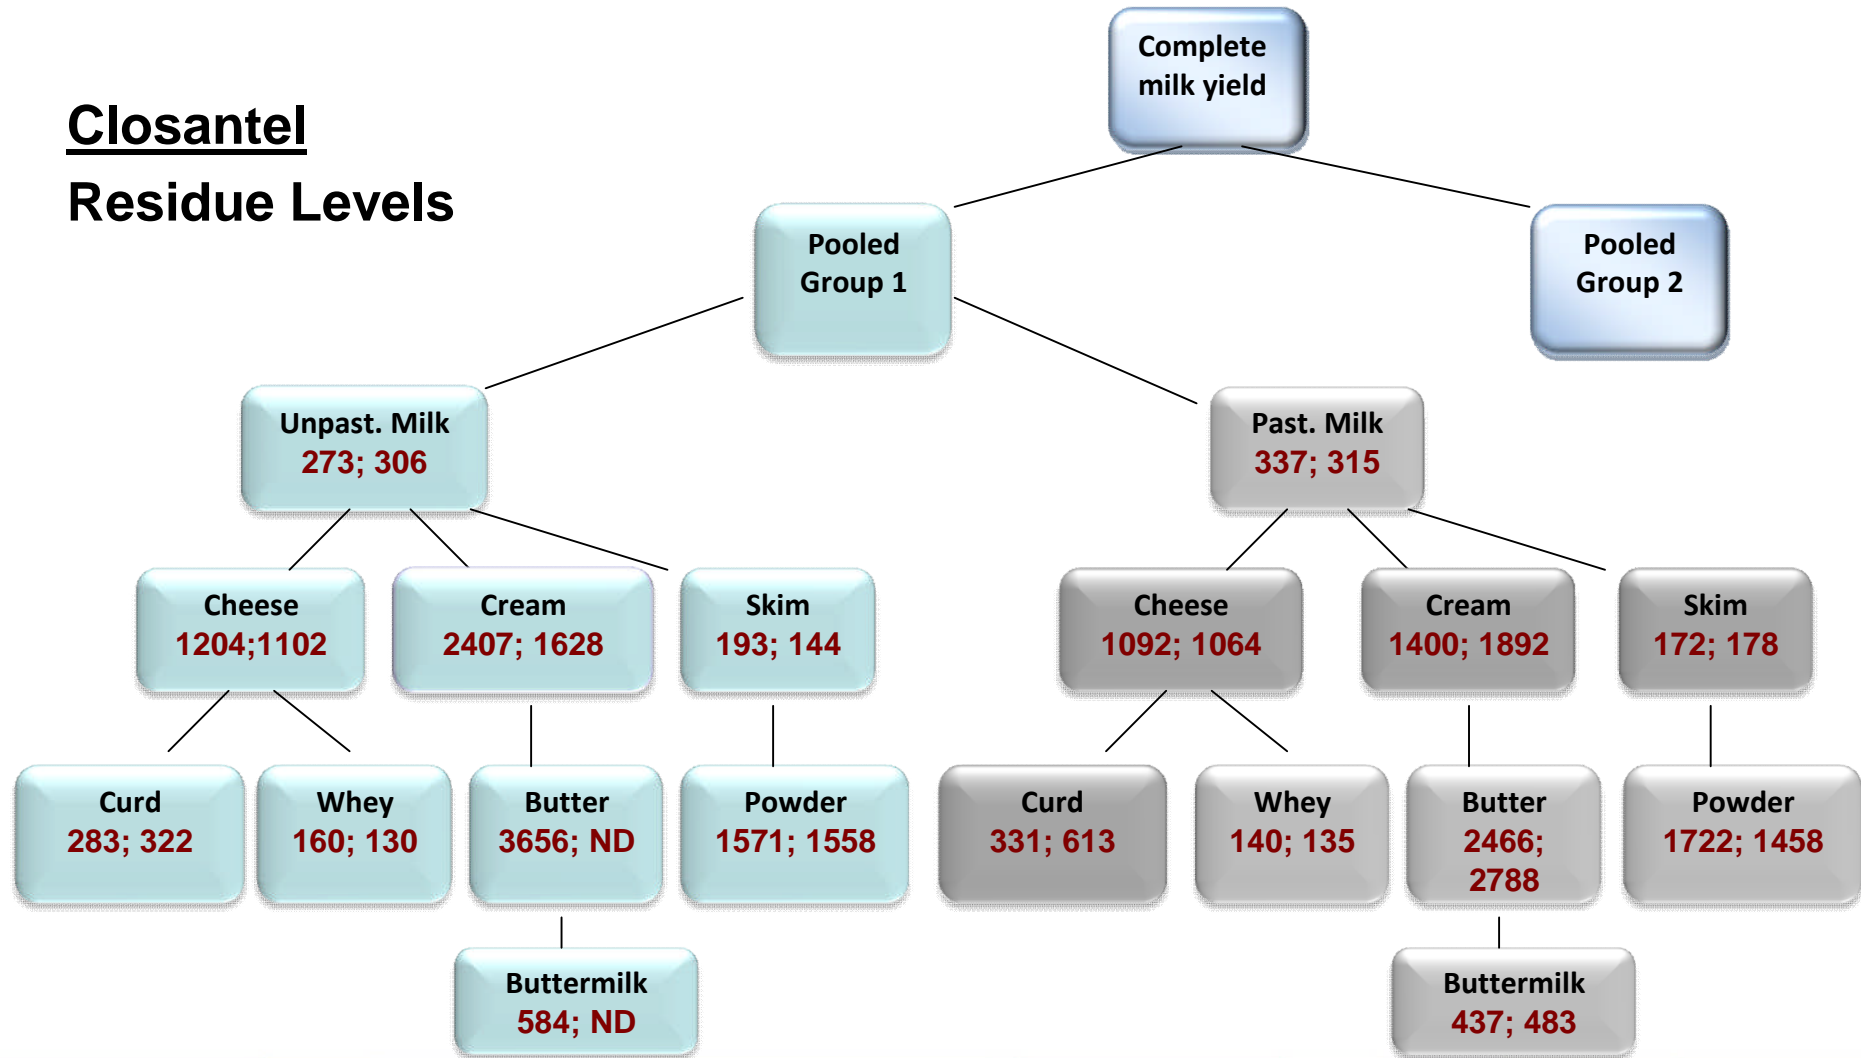 Complete
milk yield
Closantel
Residue Levels
Pooled
Group 1
Pooled
Group 2
Unpast. Milk
273; 306
Past. Milk
337; 315
Cheese
1204;1102
Cream
2407; 1628
Skim
193; 144
Cheese
1092; 1064
Cream
1400; 1892
Skim
172; 178
Curd
283; 322
Whey
160; 130
Butter
3656; ND
Powder
1571; 1558
Curd
331; 613
Whey
140; 135
Butter
2466;
2788
Powder
1722; 1458
Buttermilk
584; ND
Buttermilk
437; 483